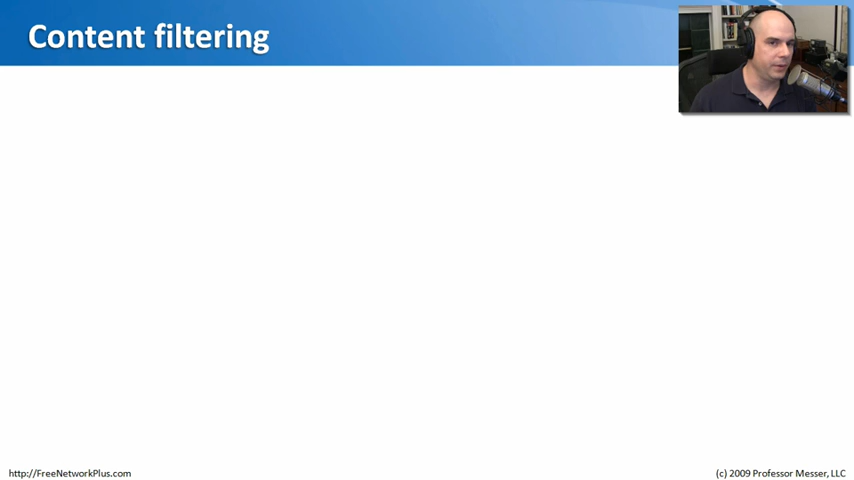 Content filtering
http://FreeNetworkPlus.com
(c) 2009 Professor Messer, LLC